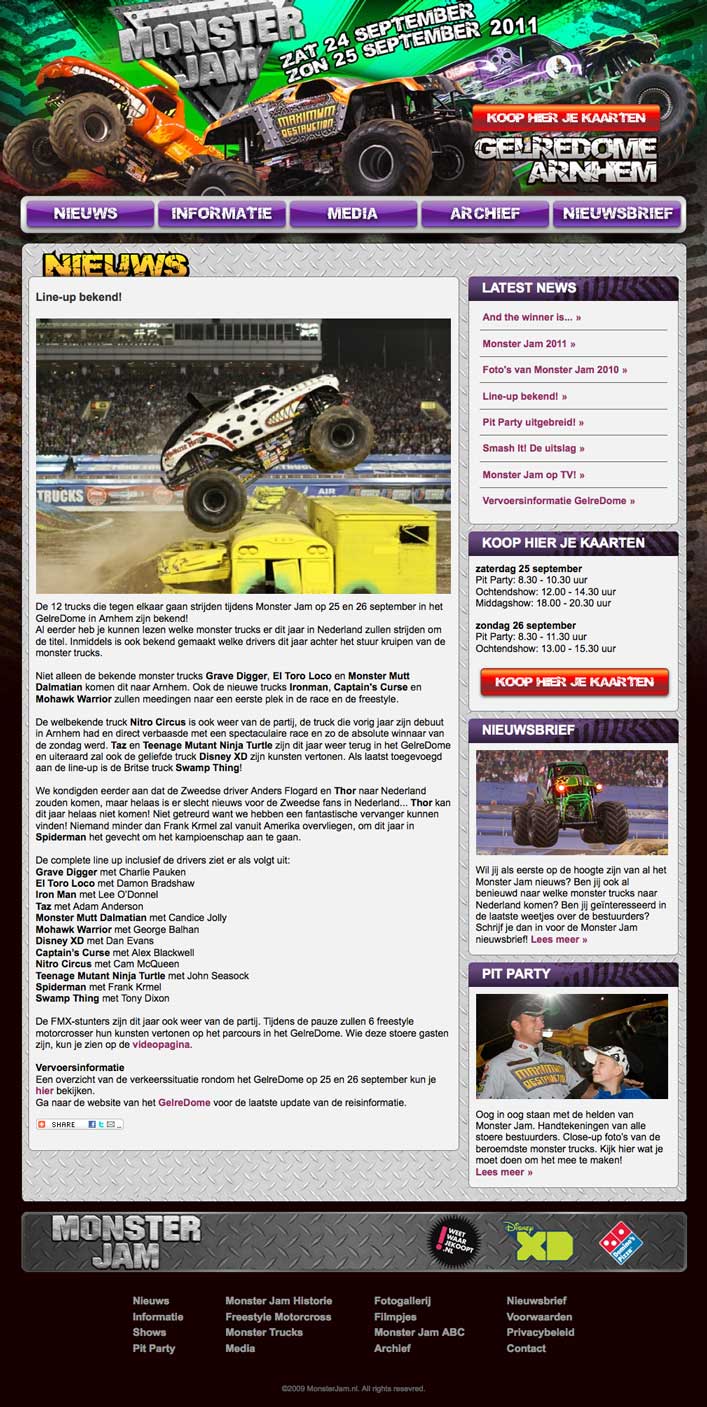 MONSTER JAM
ZAT 24 SEPTEMBER
ZON 25 SEPTEMBER 2011
MAXIMUM DESTRUCTION
KOOP HIER JE KAARTEN
GELREDOME
ARNHEM
NIEUWS
INFORMATIE
MEDIA
ARCHIEF
NIEUWSBRIEF
NIEUWS
Line-up bekend!
TRUCKS
AIR
De 12 trucks die tegen elkaar gaan strijden tijdens Monster Jam op 25 en 26 september in het
GelreDome in Arnhem zijn bekend!
Al eerder heb je kunnen lezen welke monster trucks er dit jaar in Nederland zullen strijden om
de titel. Inmiddels is ook bekend gemaakt welke drivers dit jaar achter het stuur kruipen van de
monster trucks.
Niet alleen de bekende monster trucks Grave Digger, El Toro Loco en Monster Mutt
Dalmatian komen dit naar Arnhem. Ook de nieuwe trucks Ironman, Captain's Curse en
Mohawk Warrior zullen meedingen naar een eerste plek in de race en de freestyle.
De welbekende truck Nitro Circus is ook weer van de partij, de truck die vorig jaar zijn debuut
in Arnhem had en direct verbaasde met een spectaculaire race en zo de absolute winnaar van
de zondag werd. Taz en Teenage Mutant Ninja Turtle zijn dit jaar weer terug in het GelreDome
en uiteraard zal ook de geliefde truck Disney XD zijn kunsten vertonen. Als laatst toegevoegd
aan de line-up is de Britse truck Swamp Thing!
We kondigden eerder aan dat de Zweedse driver Anders Flogard en Thor naar Nederland
zouden komen, maar helaas is er slecht nieuws voor de Zweedse fans in Nederland... Thor kan
dit jaar helaas niet komen! Niet getreurd want we hebben een fantastische vervanger kunnen
vinden! Niemand minder dan Frank Krmel zal vanuit Amerika overvliegen, om dit jaar in
Spiderman het gevecht om het kampioenschap aan te gaan.
De complete line up inclusief de drivers ziet er als volgt uit:
Grave Digger met Charlie Pauken
El Toro Loco met Damon Bradshaw
Iron Man met Lee O'Donnel
Taz met Adam Anderson
Monster Mutt Dalmatian met Candice Jolly
Mohawk Warrior met George Balhan
Disney XD met Dan Evans
Captain's Curse met Alex Blackwell
Nitro Circus met Cam McQueen
Teenage Mutant Ninja Turtle met John Seasock
Spiderman met Frank Krmel
Swamp Thing met Tony Dixon
De FMX-stunters zijn dit jaar ook weer van de partij. Tijdens de pauze zullen 6 freestyle
motorcrosser hun kunsten vertonen op het parcours in het GelreDome. Wie deze stoere gasten
zijn, kun je zien op de videopagina.
Vervoersinformatie
Een overzicht van de verkeerssituatie rondom het GelreDome op 25 en 26 september kun je
hier bekijken.
Ga naar de website van het GelreDome voor de laatste update van de reisinformatie.
SHARE
LATEST NEWS
And the winner is... »
Monster Jam 2011 »
Foto's van Monster Jam 2010 »
Line-up bekend! »
Pit Party uitgebreid! »
Smash It! De uitslag »
Monster Jam op TV! »
Vervoersinformatie GelreDome »
KOOP HIER JE KAARTEN
zaterdag 25 september
Pit Party: 8.30 - 10.30 uur
Ochtendshow: 12.00 - 14.30 uur
Middagshow: 18.00 - 20.30 uur
zondag 26 september
Pit Party: 8.30 - 11.30 uur
Ochtendshow: 13.00 - 15.30 uur
KOOP HIER JE KAARTEN
NIEUWSBRIEF
Wil jij als eerste op de hoogte zijn van al het
Monster Jam nieuws? Ben jij ook al
benieuwd naar welke monster trucks naar
Nederland komen? Ben jij geïnteresseerd in
de laatste weetjes over de bestuurders?
Schrijf je dan in voor de Monster Jam
nieuwsbrief! Lees meer »
PIT PARTY
MAXIMUM DESTRUCTION
Oog in oog staan met de helden van
Monster Jam. Handtekeningen van alle
stoere bestuurders. Close-up foto's van de
beroemdste monster trucks. Kijk hier wat je
moet doen om het mee te maken!
Lees meer »
MONSTER JAM
WEET WAAR JE KOOPT .NL
Disney XD
Domino's Pizza
Nieuws
Informatie
Shows
Pit Party
Monster Jam Historie
Freestyle Motorcross
Monster Trucks
Media
Fotogallerij
Filmpjes
Monster Jam ABC
Archief
Nieuwsbrief
Voorwaarden
Privacybeleid
Contact
©2009 MonsterJam.nl. All rights resevred.